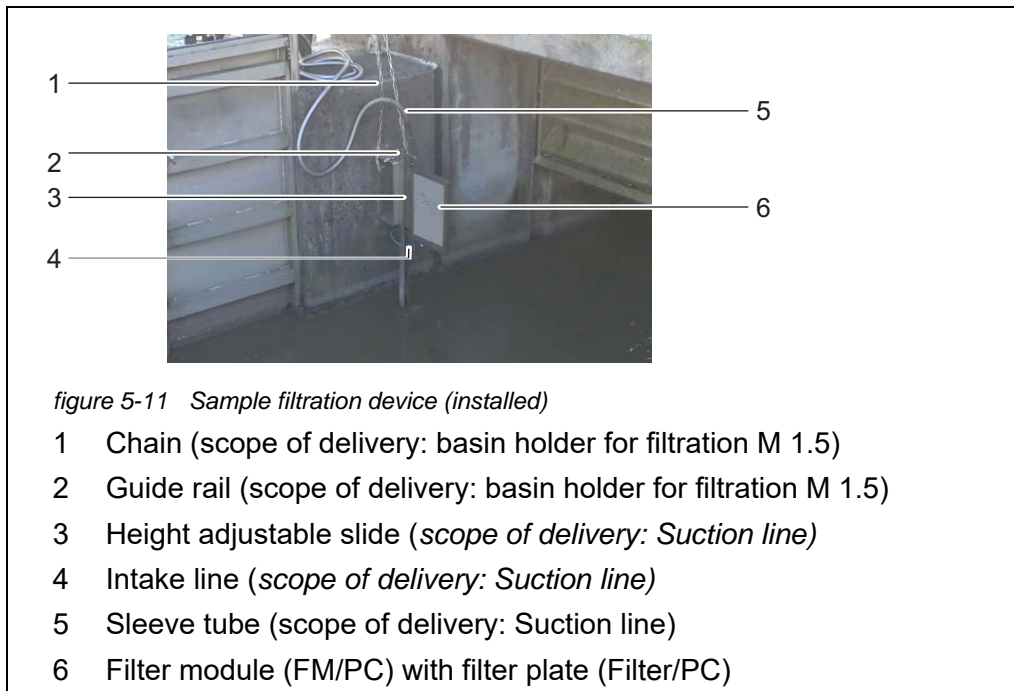 1
2
3
4
5
6
figure 5-11 Sample filtration device (installed)
1 Chain (scope of delivery: basin holder for filtration M 1.5)
2 Guide rail (scope of delivery: basin holder for filtration M 1.5)
3 Height adjustable slide (scope of delivery: Suction line)
4 Intake line (scope of delivery: Suction line)
5 Sleeve tube (scope of delivery: Suction line)
6 Filter module (FM/PC) with filter plate (Filter/PC)